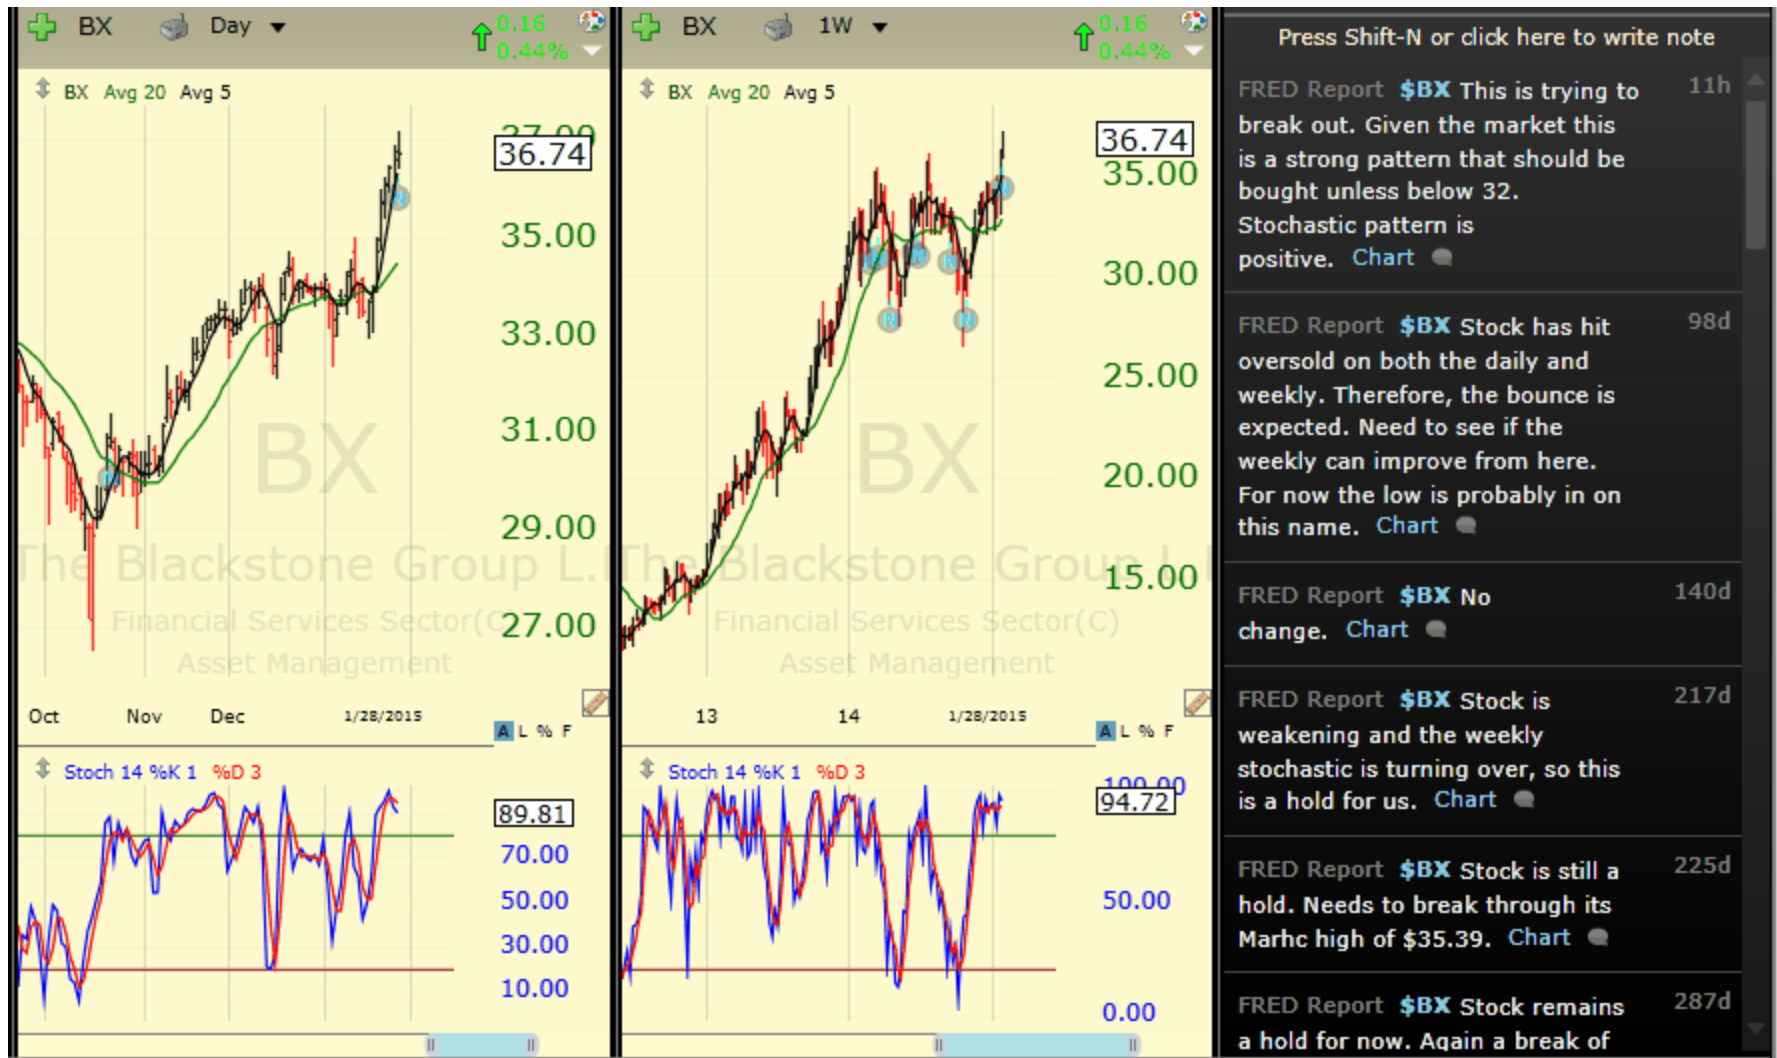 BX Day 0.16
0.44%
BX Avg 20 Avg 5
37.00
36.74
35.00
33.00
31.00
29.00
27.00
BX
The Blackstone Group L.
Financial Services Sector(C)
Asset Management
Oct Nov Dec 1/28/2015
A L % F
Stoch 14 %K 1 %D 3
89.81
70.00
50.00
30.00
10.00
BX 1W 0.16
0.44%
BX Avg 20 Avg 5
36.74
35.00
30.00
25.00
20.00
15.00
BX
The Blackstone Group L.
Financial Services Sector(C)
Asset Management
13 14 1/28/2015
A L % F
Stoch 14 %K 1 %D 3
100.00
94.72
50.00
0.00
Press Shift-N or click here to write note
FRED Report $BX This is trying to 11h
break out. Given the market this
is a strong pattern that should be
bought unless below 32.
Stochastic pattern is
positive. Chart
FRED Report $BX Stock has hit 98d
oversold on both the daily and
weekly. Therefore, the bounce is
expected. Need to see if the
weekly can improve from here.
For now the low is probably in on
this name. Chart
FRED Report $BX No 140d
change. Chart
FRED Report $BX Stock is 217d
weakening and the weekly
stochastic is turning over, so this
is a hold for us. Chart
FRED Report $BX Stock is still a 225d
hold. Needs to break through its
Marhc high of $35.39. Chart
FRED Report $BX Stock remains 287d
a hold for now. Again a break of